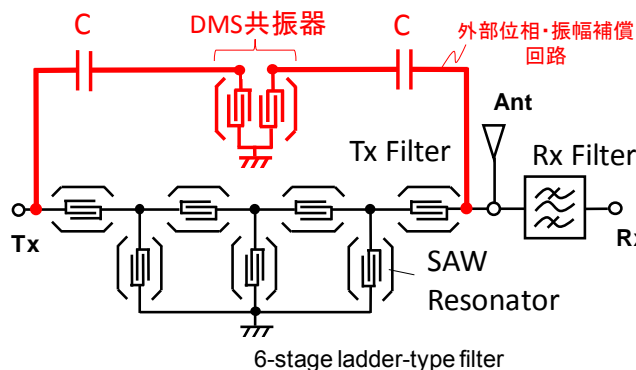 C
DMS共振器
C
外部位相・振幅補償
回路
Ant
Tx Filter
Rx Filter
Tx
Rx
SAW
Resonator
6-stage ladder-type filter